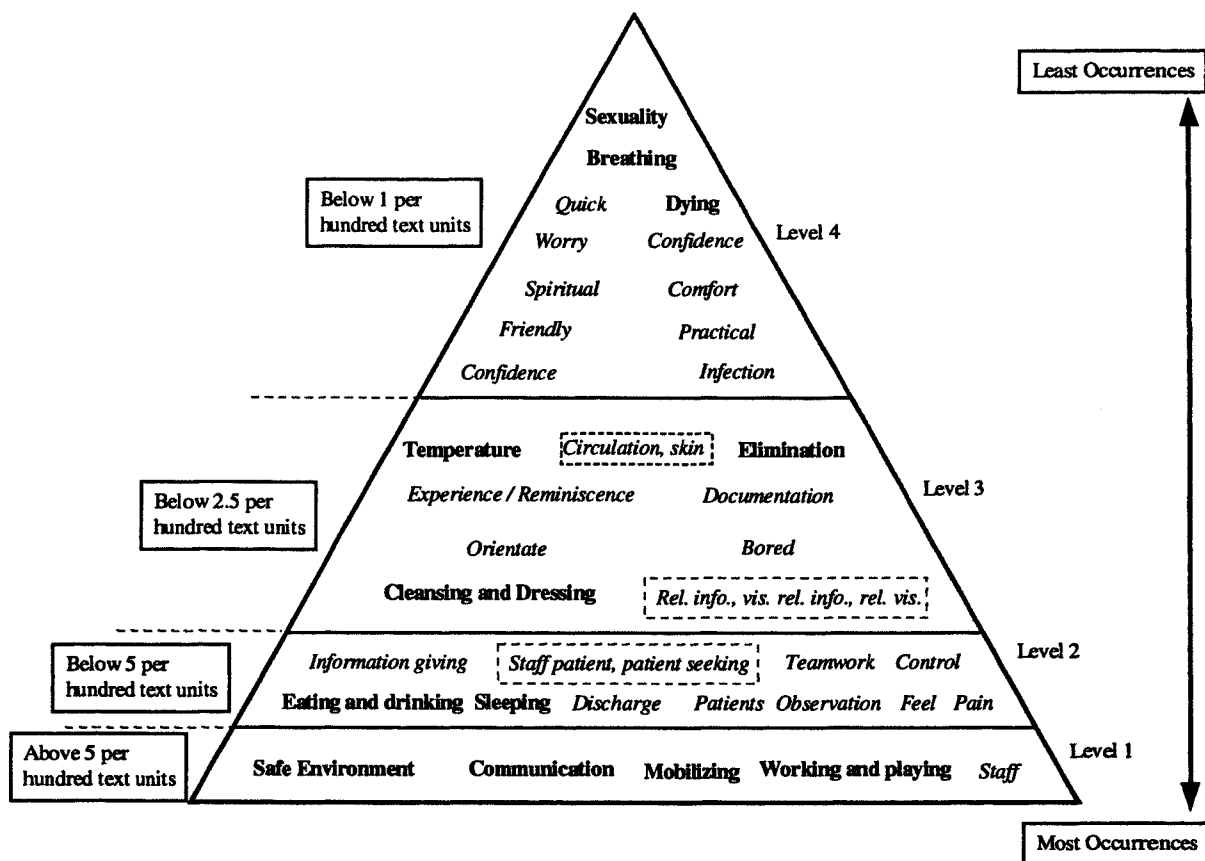 Least Occurrences
Sexuality
Breathing
Below 1 per
hundred text units
Quick Dying
Worry Confidence Level 4
Spiritual Comfort
Friendly Practical
Confidence Infection
Temperature Circulation, skin Elimination
Below 2.5 per
hundred text units
Experience / Reminiscence Documentation Level 3
Orientate Bored
Cleansing and Dressing Rel. info., vis. rel. info., rel. vis.
Below 5 per
hundred text units
Information giving Staff patient, patient seeking Teamwork Control Level 2
Eating and drinking Sleeping Discharge Patients Observation Feel Pain
Above 5 per
hundred text units
Safe Environment Communication Mobilizing Working and playing Staff Level 1
Most Occurrences